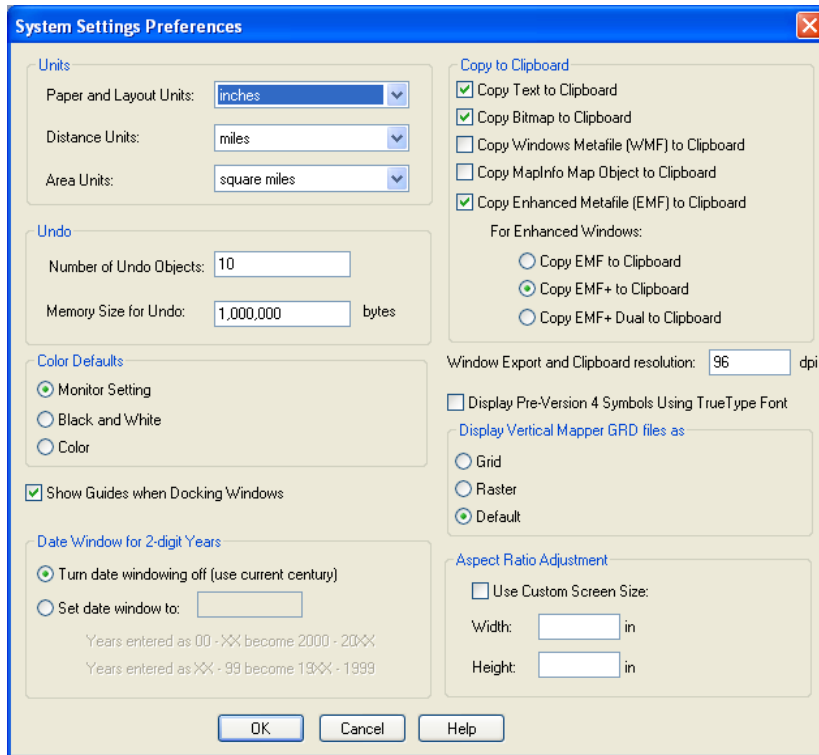 System Settings Preferences
Units
Paper and Layout Units: inches
Distance Units: miles
Area Units: square miles
Undo
Number of Undo Objects: 10
Memory Size for Undo: 1,000,000 bytes
Color Defaults
Monitor Setting
Black and White
Color
Show Guides when Docking Windows
Date Window for 2-digit Years
Turn date windowing off (use current century)
Set date window to:
Years entered as 00 - XX become 2000 - 20XX
Years entered as XX - 99 become 19XX - 1999
Copy to Clipboard
Copy Text to Clipboard
Copy Bitmap to Clipboard
Copy Windows Metafile (WMF) to Clipboard
Copy MapInfo Map Object to Clipboard
Copy Enhanced Metafile (EMF) to Clipboard
For Enhanced Windows:
Copy EMF to Clipboard
Copy EMF+ to Clipboard
Copy EMF+ Dual to Clipboard
Window Export and Clipboard resolution: 96 dpi
Display Pre-Version 4 Symbols Using TrueType Font
Display Vertical Mapper GRD files as
Grid
Raster
Default
Aspect Ratio Adjustment
Use Custom Screen Size:
Width: in
Height: in
OK Cancel Help